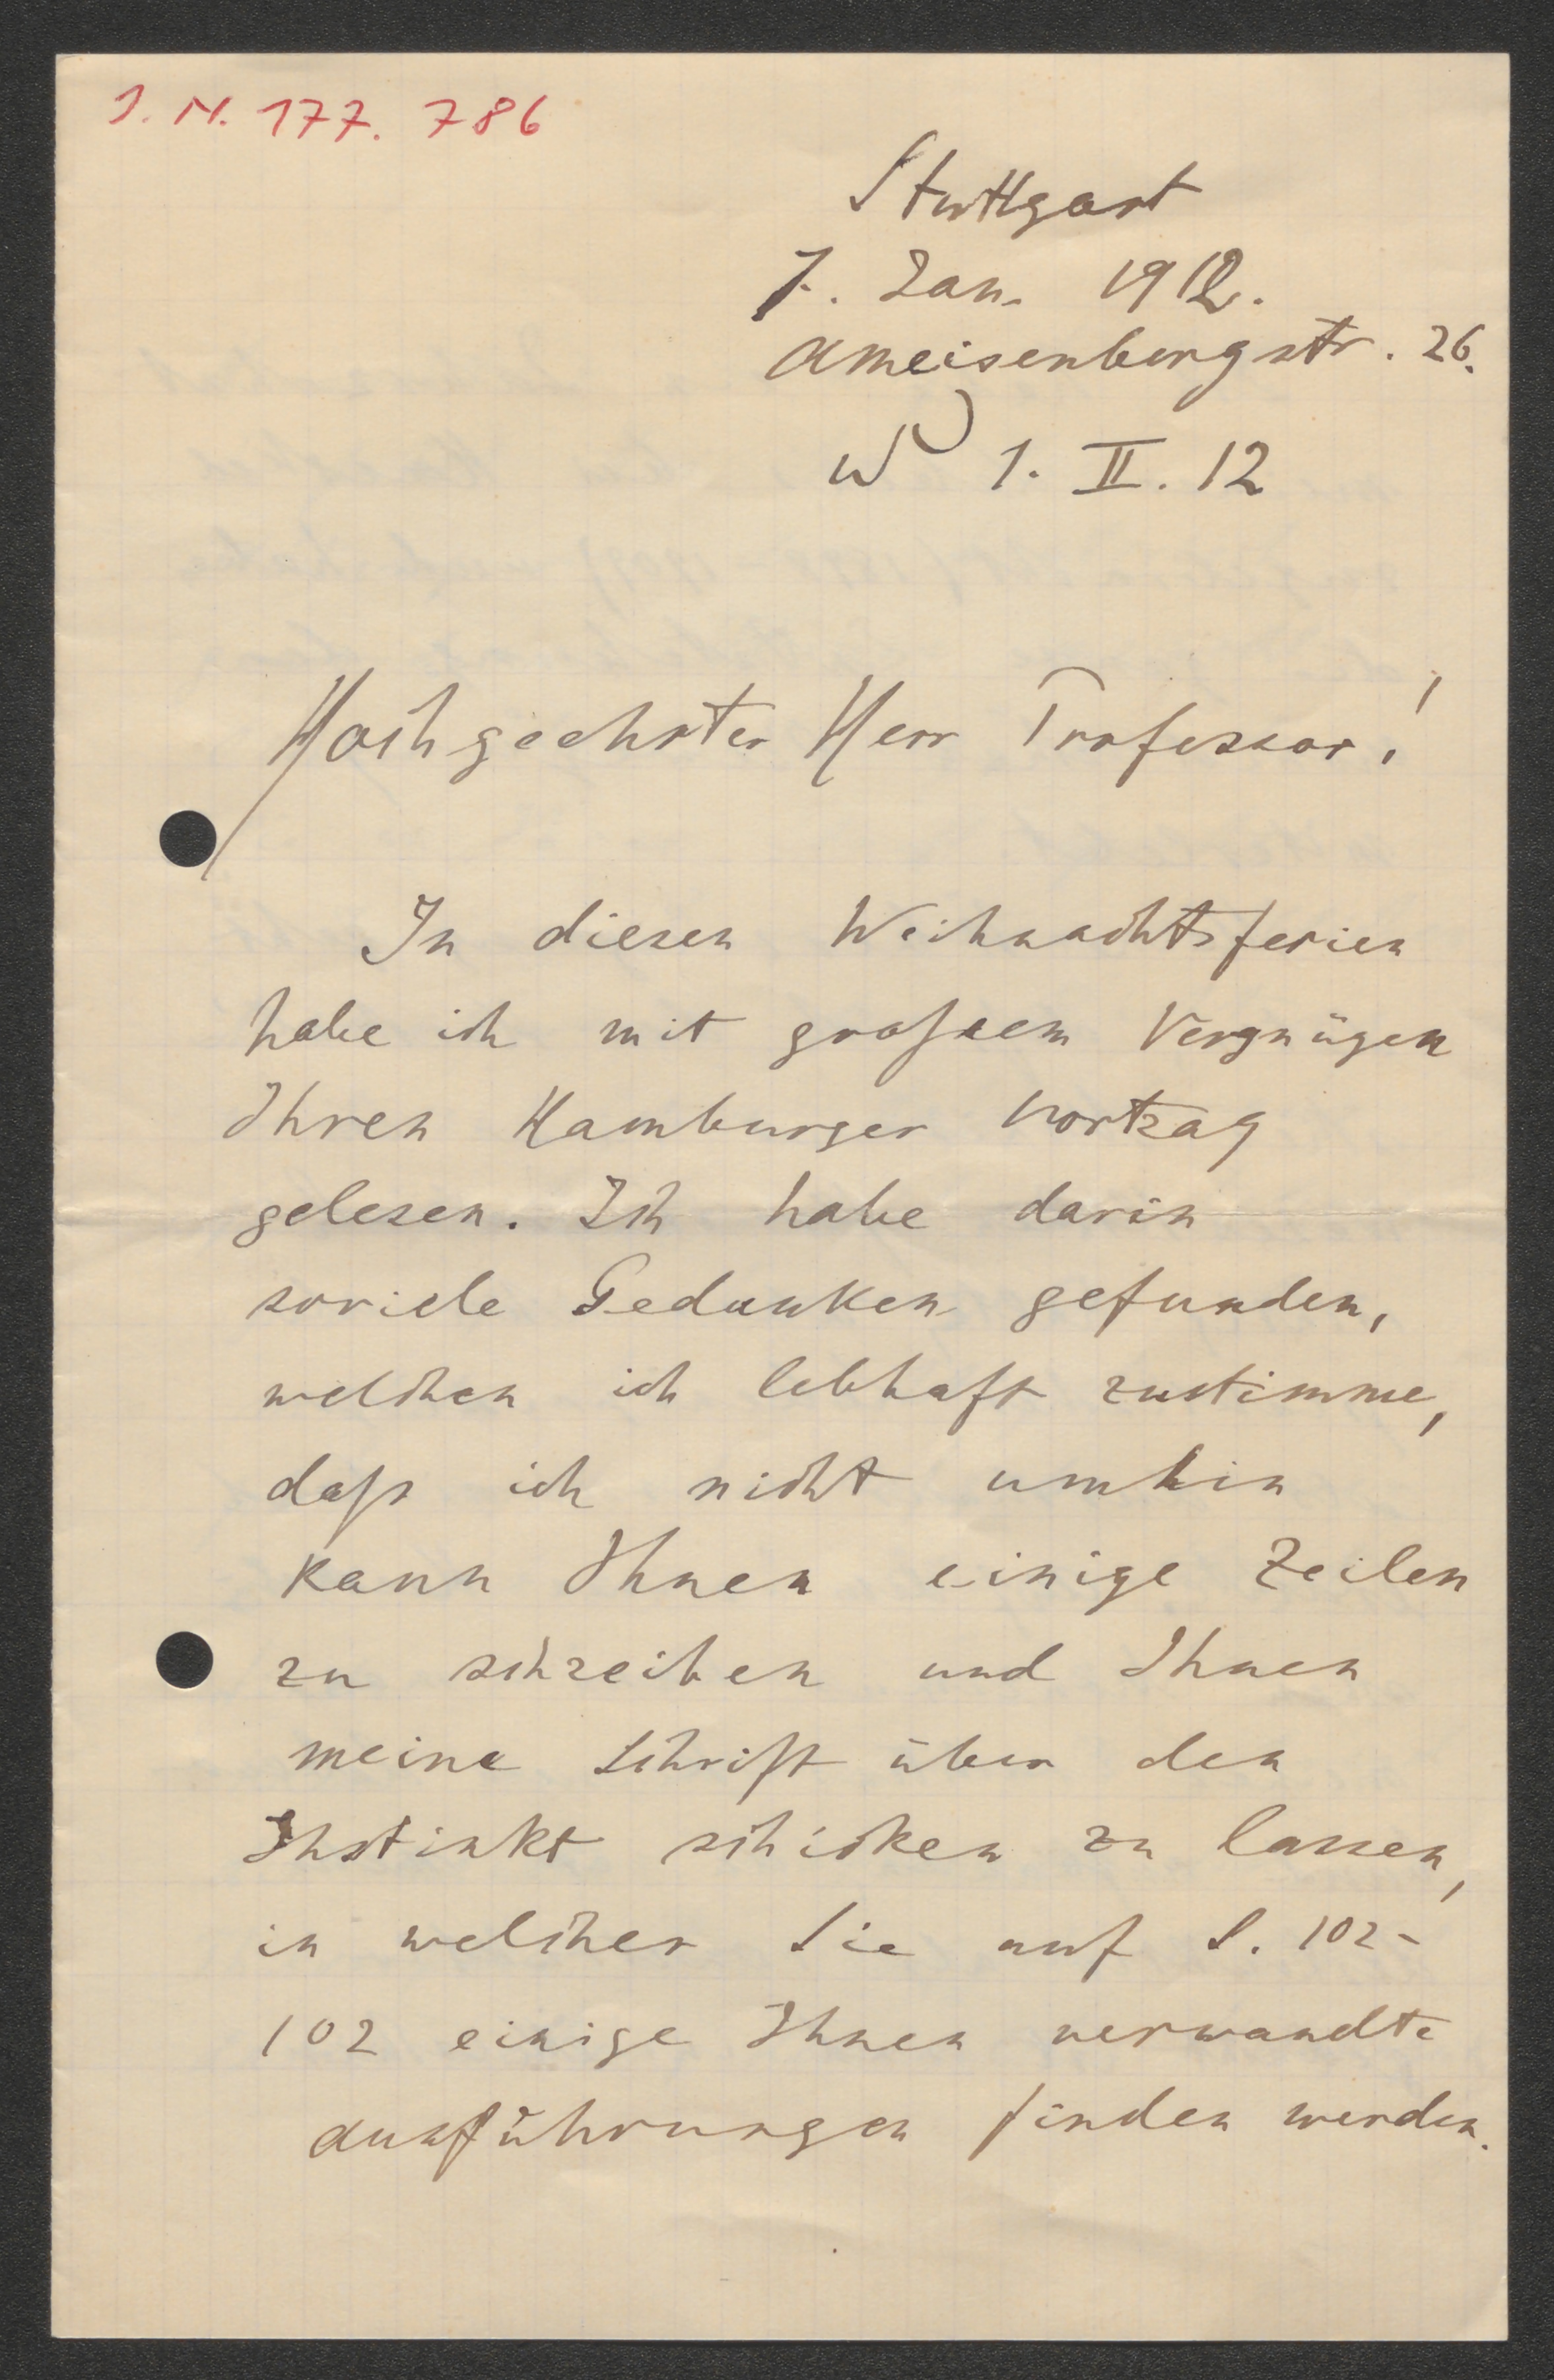 I. N. 177. 786
Stuttgart
7. Jan. 1912.
Ameisenbergstr. 26.
W 1. II. 12
Hochgeehrter Herr Professor!
In diesen Weihnachtsferien
habe ich mit grossem Vergnügen
Ihren Hamburger Vortrag
gelesen. Ich habe darin
soviele Gedanken gefunden,
welchen ich lebhaft zustimme,
dass ich nicht umhin
kann Ihnen einige Zeilen
zu schreiben und Ihnen
meine Schrift über den
Instinkt schicken zu lassen,
in welcher Sie auf S. 102-
102 einige Ihnen verwandte
Ausführungen finden werden.